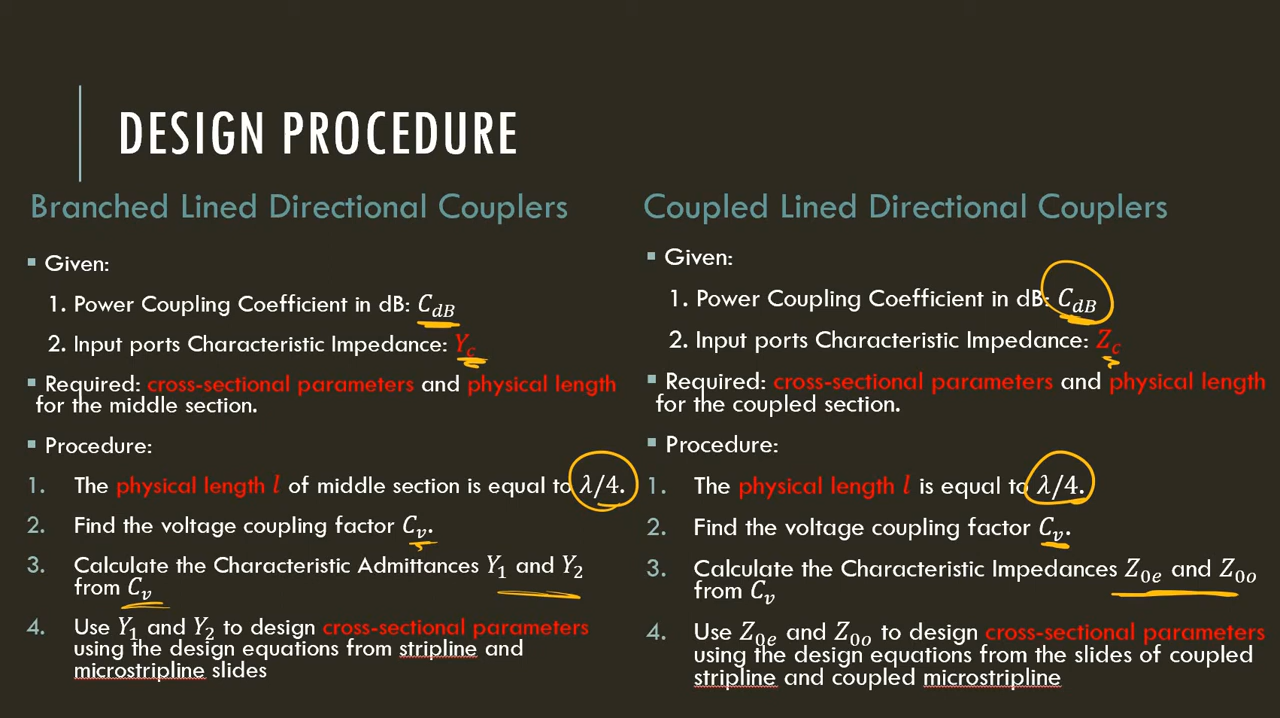 DESIGN PROCEDURE
Branched Lined Directional Couplers
▪ Given:
1. Power Coupling Coefficient in dB: C_dB
2. Input ports Characteristic Impedance: Y_c
▪ Required: cross-sectional parameters and physical length
for the middle section.
▪ Procedure:
1. The physical length l of middle section is equal to λ/4.
2. Find the voltage coupling factor C_v.
3. Calculate the Characteristic Admittances Y_1 and Y_2
from C_v
4. Use Y_1 and Y_2 to design cross-sectional parameters
using the design equations from stripline and
microstripline slides
Coupled Lined Directional Couplers
▪ Given:
1. Power Coupling Coefficient in dB: C_dB
2. Input ports Characteristic Impedance: Z_c
▪ Required: cross-sectional parameters and physical length
for the coupled section.
▪ Procedure:
1. The physical length l is equal to λ/4.
2. Find the voltage coupling factor C_v.
3. Calculate the Characteristic Impedances Z_0e and Z_0o
from C_v
4. Use Z_0e and Z_0o to design cross-sectional parameters
using the design equations from the slides of coupled
stripline and coupled microstripline